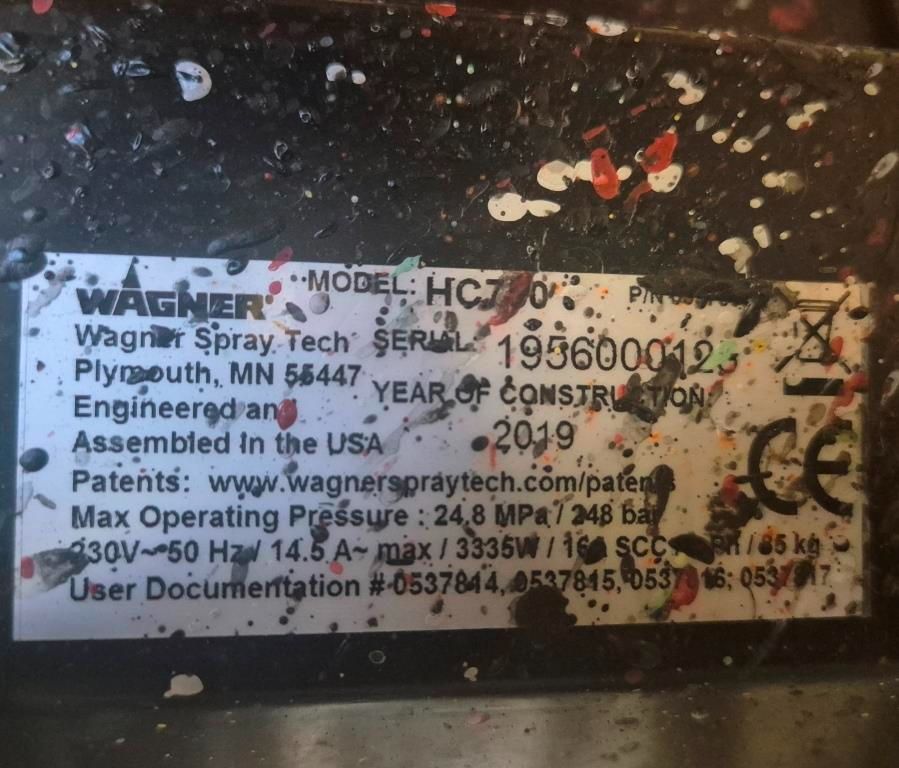 WAGNER
MODEL:
Wagner Spray Tech
SERIAL:
Plymouth, MN 55447
YEAR OF CONSTRUCTION:
Engineered and
2019
Assembled in the USA
Patents: www.wagnerspraytech.com/patents
Max Operating Pressure : 24.8 MPa / 248 bar
230V~50 Hz / 14.5 A~ max / 3335W / / 85 kg
User Documentation # 0537814, 0537815,